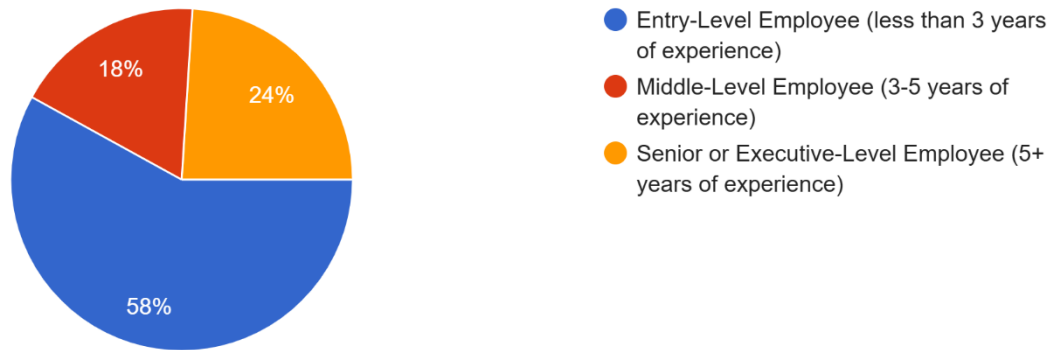 18%
24%
58%
Entry-Level Employee (less than 3 years
of experience)
Middle-Level Employee (3-5 years of
experience)
Senior or Executive-Level Employee (5+
years of experience)